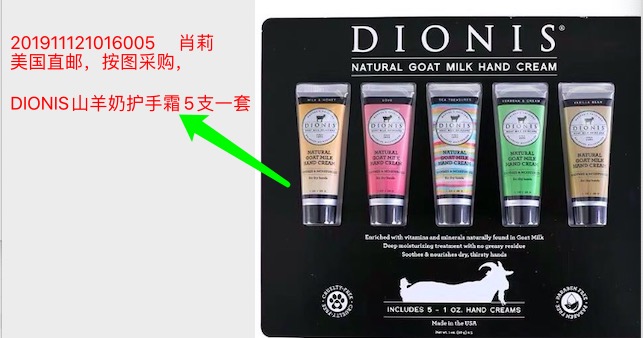 201911121016005 肖莉
美国直邮，按图采购，
DIONIS山羊奶护手霜5支一套
DIONIS®
NATURAL GOAT MILK HAND CREAM
MILK & HONEY
ROSE
SEA TREASURES
VERBENA & CREAM
VANILLA BEAN
DIONIS
DIONIS
DIONIS
DIONIS
DIONIS
NATURAL
GOAT MILK
HAND CREAM
NATURAL
GOAT MILK
HAND CREAM
NATURAL
GOAT MILK
HAND CREAM
NATURAL
GOAT MILK
HAND CREAM
NATURAL
GOAT MILK
HAND CREAM
Enriched with vitamins and minerals naturally found in Goat Milk
Deep moisturizing treatment with no greasy residue
Soothes & nourishes dry, thirsty hands
CRUELTY-FREE
PARABEN FREE
INCLUDES 5 - 1 OZ. HAND CREAMS
Made in the USA